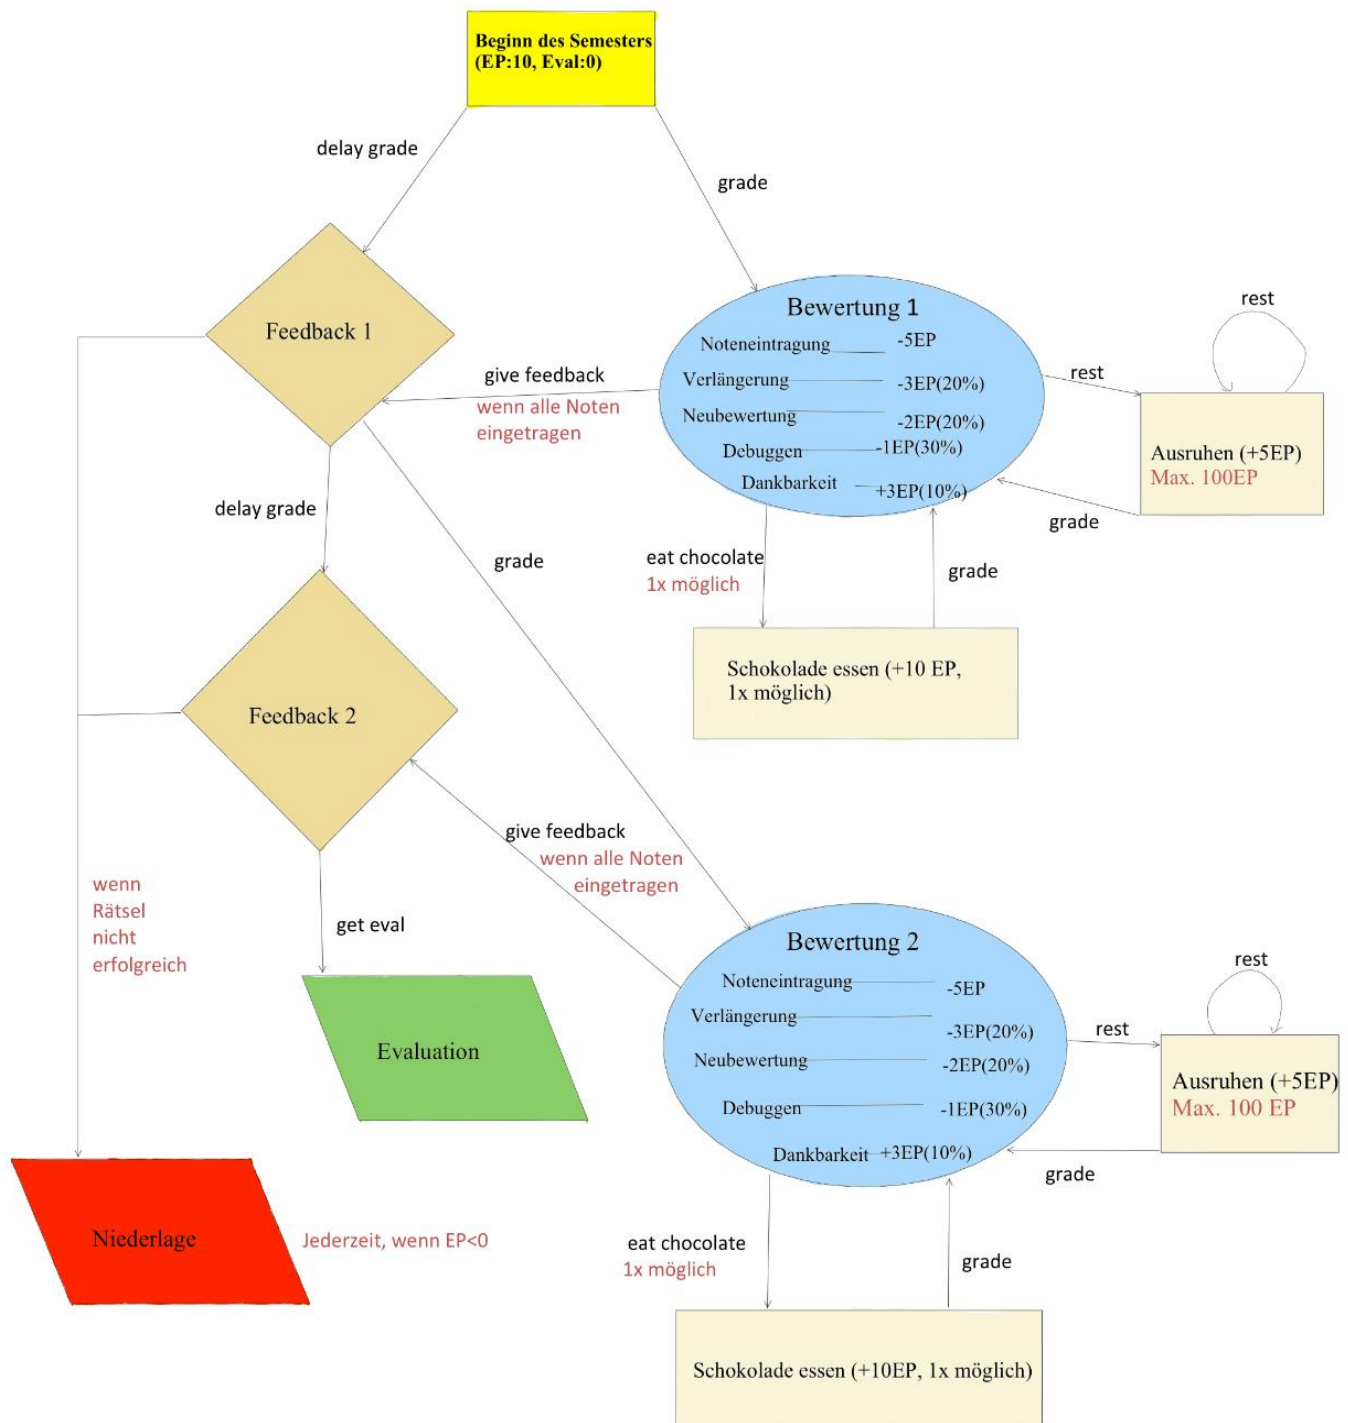 Beginn des Semesters
(EP:10, Eval:0)
delay grade
grade
Feedback 1
give feedback
wenn alle Noten
eingetragen
Bewertung 1
Noteneintragung -5EP
Verlängerung -3EP(20%)
Neubewertung -2EP(20%)
Debuggen -1EP(30%)
Dankbarkeit +3EP(10%)
rest
rest
Ausruhen (+5EP)
Max. 100EP
grade
delay grade
grade
eat chocolate
1x möglich
grade
Schokolade essen (+10 EP,
1x möglich)
Feedback 2
give feedback
wenn alle Noten
eingetragen
wenn
Rätsel
nicht
erfolgreich
get eval
Evaluation
Bewertung 2
Noteneintragung -5EP
Verlängerung -3EP(20%)
Neubewertung -2EP(20%)
Debuggen -1EP(30%)
Dankbarkeit +3EP(10%)
rest
rest
Ausruhen (+5EP)
Max. 100 EP
grade
Niederlage
Jederzeit, wenn EP<0
eat chocolate
1x möglich
grade
Schokolade essen (+10EP, 1x möglich)